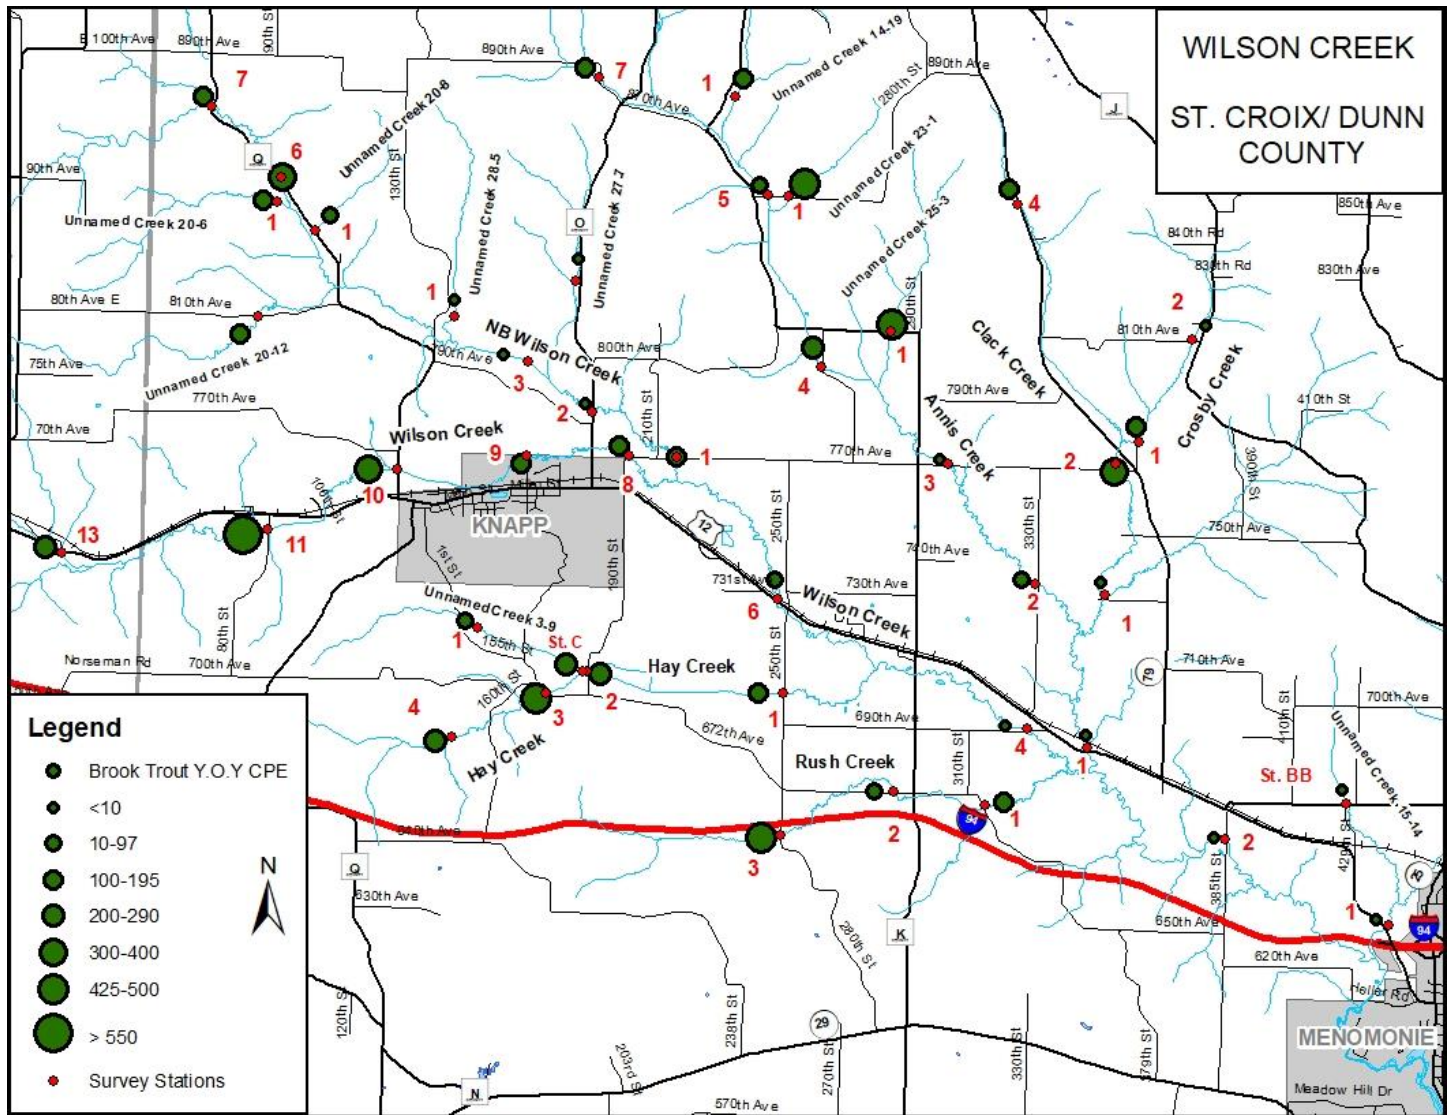 WILSON CREEK
ST. CROIX/ DUNN
COUNTY
E 100th Ave
890th Ave
90th St
890th Ave
Unnamed Creek 14-19
280th St
890th Ave
J
7
7
1
810th Ave
Unnamed Creek 20-8
130th St
Q
6
90th Ave
Unnamed Creek 28.5
Unnamed Creek 23-1
5
1
4
850th Ave
Unnamed Creek 20-6
1
1
O
Unnamed Creek 27.7
Unnamed Creek 25-3
840th Rd
830th Rd
830th Ave
80th Ave E
810th Ave
1
290th St
2
810th Ave
NB Wilson Creek
790th Ave
800th Ave
1
4
Clack Creek
Crosby Creek
75th Ave
Unnamed Creek 20-12
3
770th Ave
2
210th St
790th Ave
Annis Creek
410th St
70th Ave
Wilson Creek
9
1
770th Ave
3
2
1
390th St
10
8
KNAPP
13
11
106th St
12
250th St
330th St
740th Ave
750th Ave
1st St
190th St
731st Ave
730th Ave
6
Wilson Creek
2
1
80th St
Unnamed Creek 3-9
1
155th St
St. C
Hay Creek
250th St
Norseman Rd
700th Ave
160th St
710th Ave
79
700th Ave
4
3
2
1
690th Ave
4
410th St
Hay Creek
672th Ave
Rush Creek
310th St
1
St. BB
Unnamed Creek 15-14
640th Ave
3
2
94
1
2
429th St
Q
630th Ave
385th St
1
94
K
280th St
650th Ave
620th Ave
Heller Rd
120th St
238th St
29
270th St
330th St
379th St
MENOMONIE
203rd St
N
570th Ave
Meadow Hill Dr
Legend
Brook Trout Y.O.Y CPE
<10
10-97
100-195
200-290
300-400
425-500
> 550
Survey Stations
N